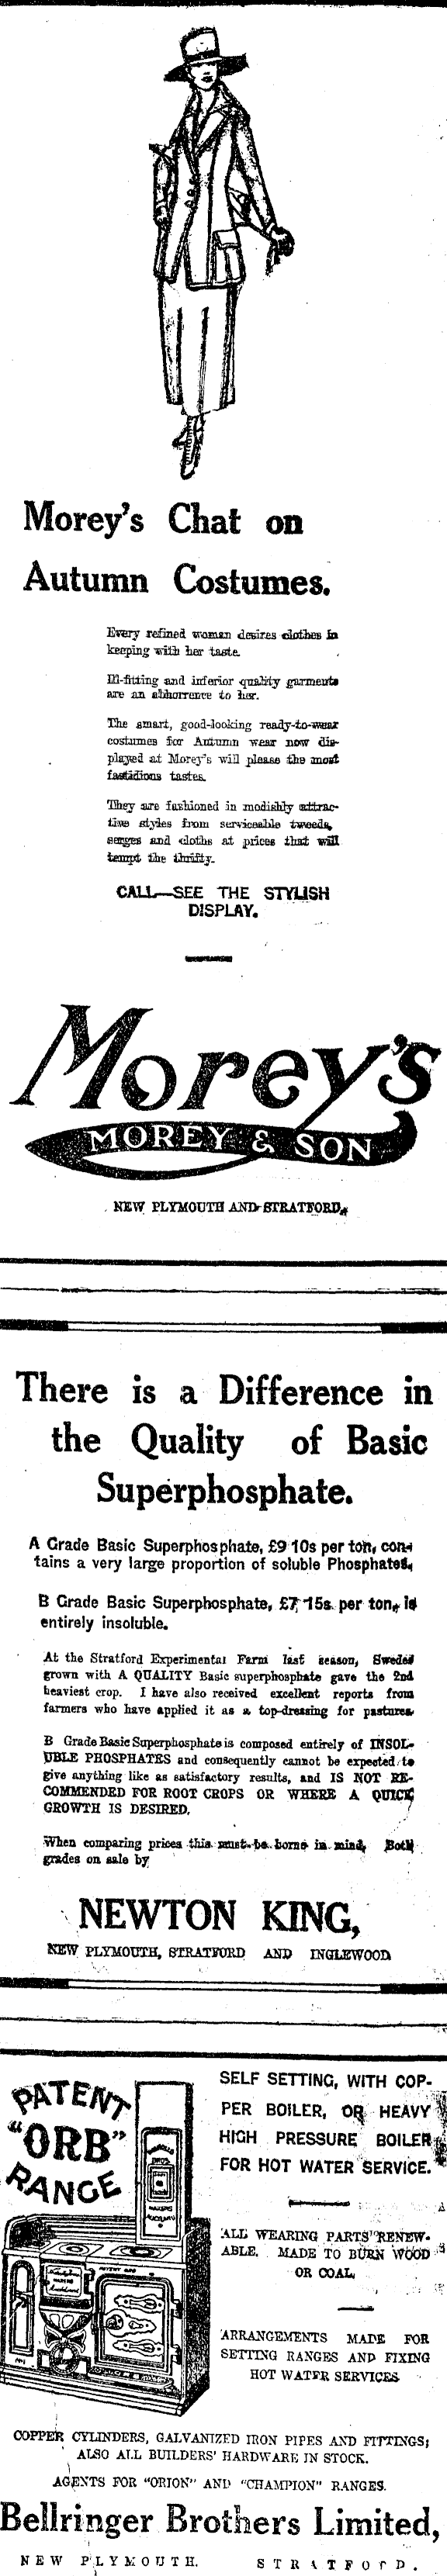 Morey's Chat on
Autumn Costumes.
Every refined woman desires clothes in
keeping with her taste.
Ill-fitting and inferior quality garments
are an abhorrence to her.
The smart, good-looking ready-to-wear
costumes for Autumn wear now dis-
played at Morey's will please the most
fastidious tastes.
They are fashioned in modishly attrac-
tive styles from serviceable tweeds,
serges and cloths at prices that will
tempt the thrifty.
CALL—SEE THE STYLISH
DISPLAY.
Morey's
MOREY & SON
NEW PLYMOUTH AND STRATFORD.
There is a Difference in
the Quality of Basic
Superphosphate.
A Grade Basic Superphosphate, £9 10s per ton, con-
tains a very large proportion of soluble Phosphates.
B Grade Basic Superphosphate, £7 15s. per ton, is
entirely insoluble.
At the Stratford Experimental Farm last season, Swedes
grown with A QUALITY Basic superphosphate gave the 2nd
heaviest crop. I have also received excellent reports from
farmers who have applied it as a top-dressing for pastures.
B Grade Basic Superphosphate is composed entirely of INSOL-
UBLE PHOSPHATES and consequently cannot be expected to
give anything like as satisfactory results, and IS NOT RE-
COMMENDED FOR ROOT CROPS OR WHERE A QUICK
GROWTH IS DESIRED.
When comparing prices this must be borne in mind. Both
grades on sale by
NEWTON KING,
NEW PLYMOUTH, STRATFORD AND INGLEWOOD
PATENT
"ORB"
RANGE
SELF SETTING, WITH COP-
PER BOILER, OR HEAVY
HIGH PRESSURE BOILER
FOR HOT WATER SERVICE.
ALL WEARING PARTS RENEW-
ABLE. MADE TO BURN WOOD
OR COAL.
ARRANGEMENTS MADE FOR
SETTING RANGES AND FIXING
HOT WATER SERVICES.
COPPER CYLINDERS, GALVANIZED IRON PIPES AND FITTINGS;
ALSO ALL BUILDERS' HARDWARE IN STOCK.
AGENTS FOR "ORION" AND "CHAMPION" RANGES.
Bellringer Brothers Limited,
NEW PLYMOUTH. STRATFORD.